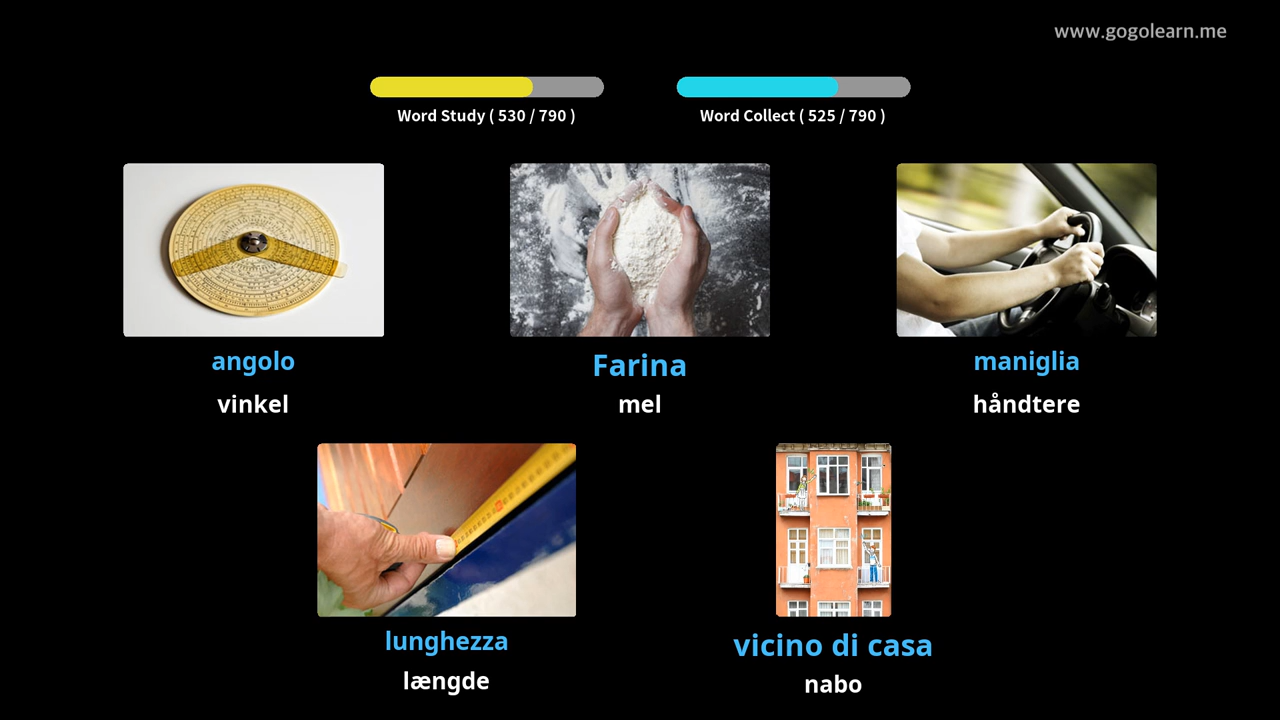 www.gogolearn.me
Word Study ( 530 / 790 )
Word Collect ( 525 / 790 )
angolo
Farina
maniglia
vinkel
mel
håndtere
lunghezza
vicino di casa
længde
nabo